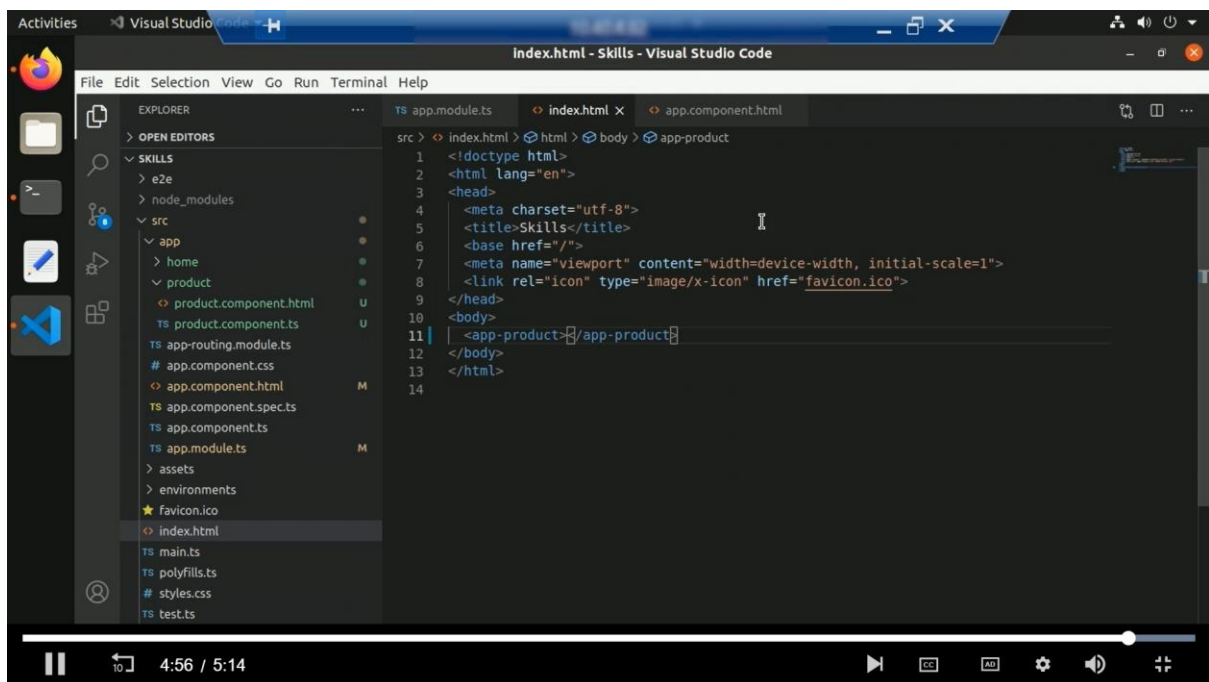 Activities
Visual Studio Code
index.html - Skills - Visual Studio Code
File Edit Selection View Go Run Terminal Help
EXPLORER
OPEN EDITORS
SKILLS
e2e
node_modules
src
app
home
product
product.component.html U
product.component.ts U
app-routing.module.ts
app.component.css
app.component.html M
app.component.spec.ts
app.component.ts
app.module.ts M
assets
environments
favicon.ico
index.html
main.ts
polyfills.ts
styles.css
test.ts
TS app.module.ts <> index.html × <> app.component.html
src > <> index.html > html > body > app-product
1 <!doctype html>
2 <html lang="en">
3 <head>
4 <meta charset="utf-8">
5 <title>Skills</title>
6 <base href="/">
7 <meta name="viewport" content="width=device-width, initial-scale=1">
8 <link rel="icon" type="image/x-icon" href="favicon.ico">
9 </head>
10 <body>
11 <app-product></app-product>
12 </body>
13 </html>
14
10 4:56 / 5:14
CC AD